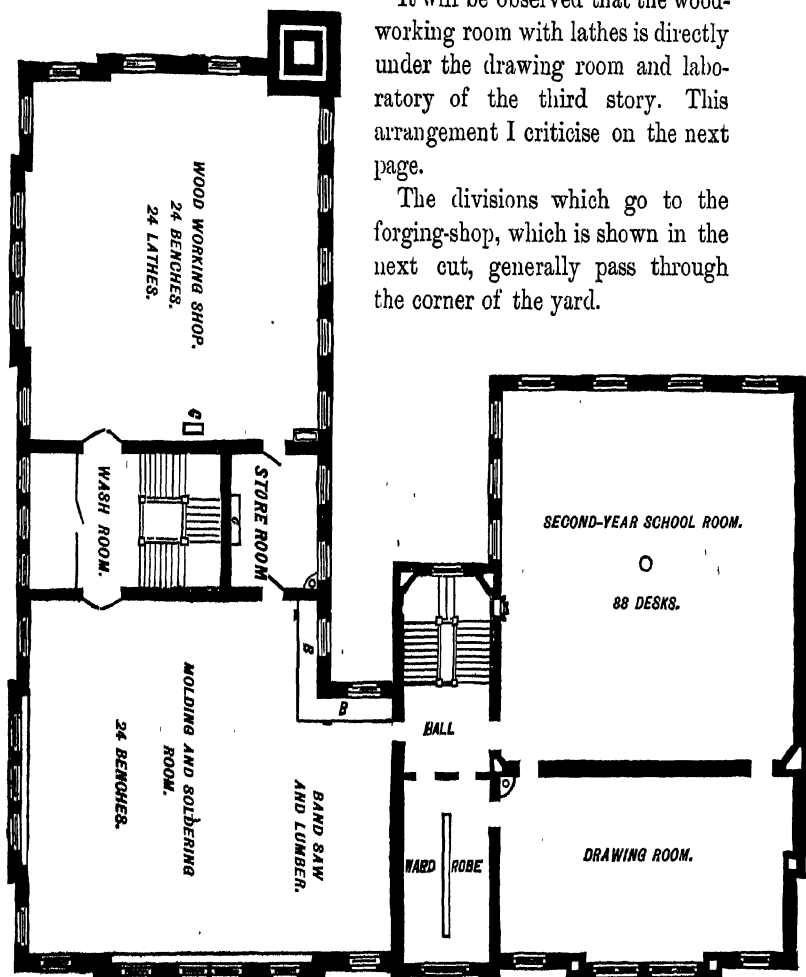 It will be observed that the wood-
working room with lathes is directly
under the drawing room and labo-
ratory of the third story. This
arrangement I criticise on the next
page.
The divisions which go to the
forging-shop, which is shown in the
next cut, generally pass through
the corner of the yard.
WOOD WORKING SHOP.
24 BENCHES.
24 LATHES.
G
WASH ROOM.
STORE ROOM
C
MOLDING AND SOLDERING
ROOM.
24 BENCHES.
B
B
BAND SAW
AND LUMBER.
HALL
WARD ROBE
SECOND-YEAR SCHOOL ROOM.
88 DESKS.
DRAWING ROOM.